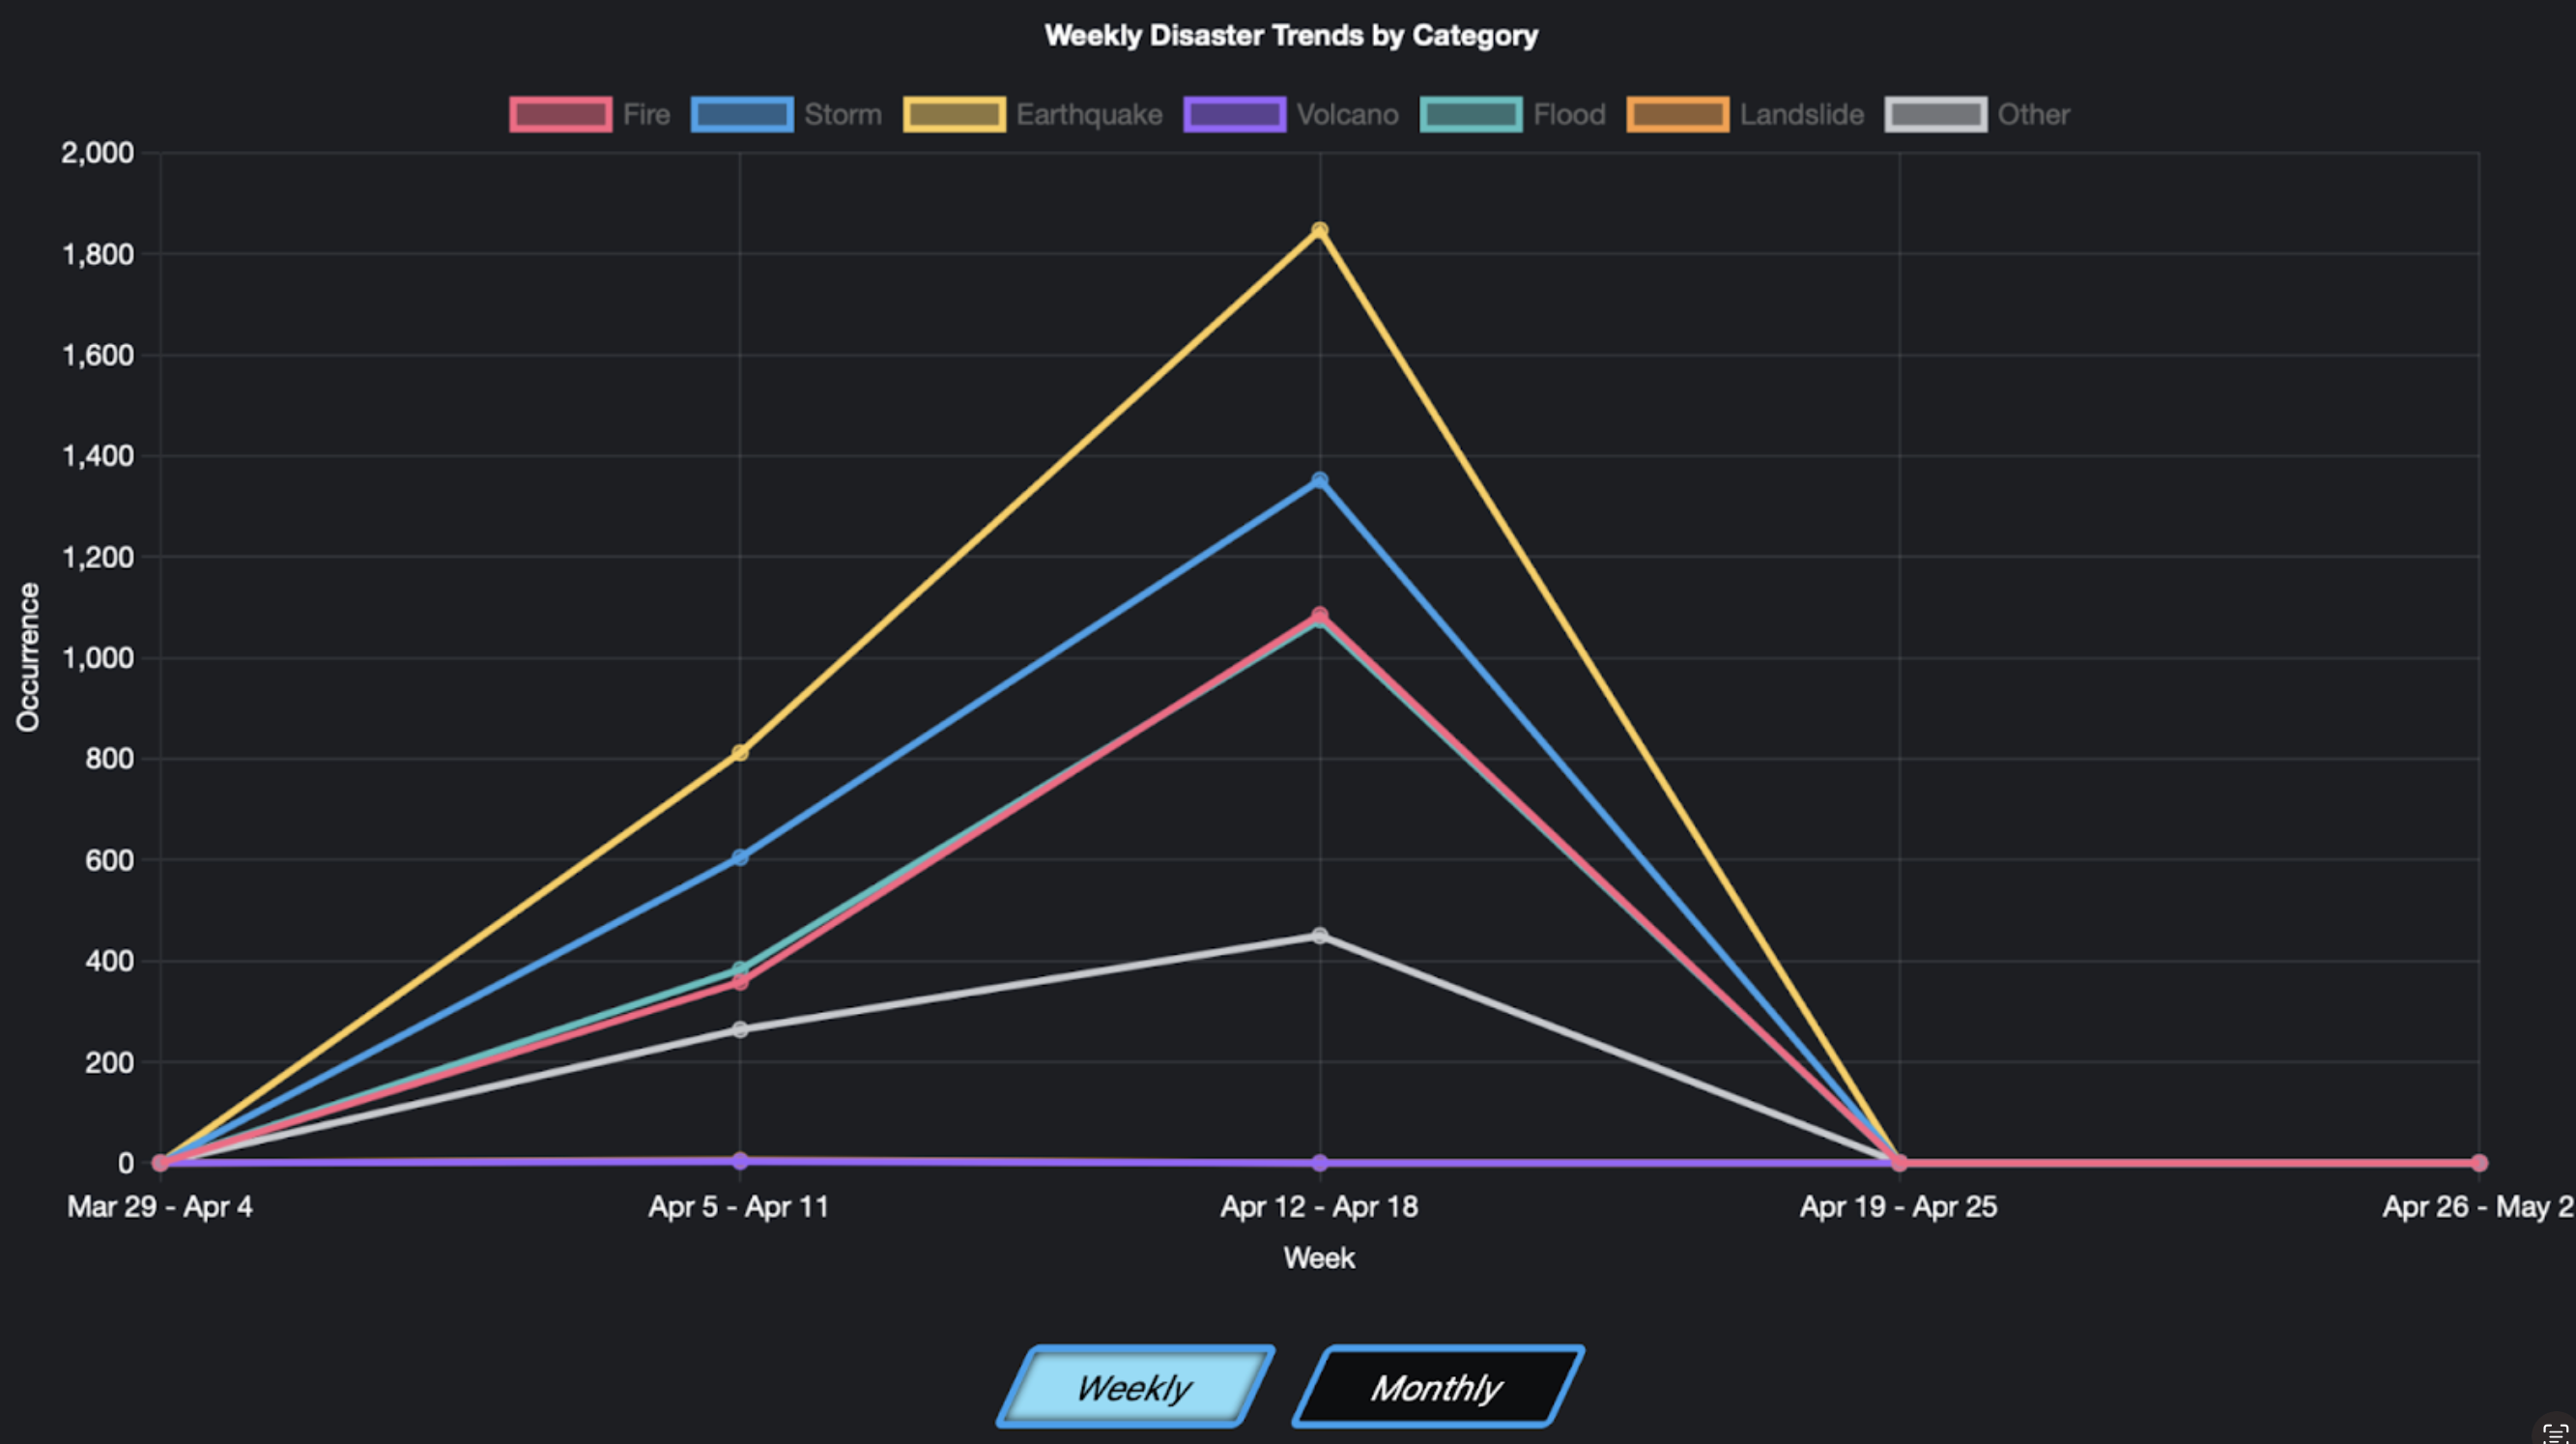 Weekly Disaster Trends by Category
Fire Storm Earthquake Volcano Flood Landslide Other
2,000
1,800
1,600
1,400
1,200
1,000
800
600
400
200
0
Occurrence
Mar 29 - Apr 4 Apr 5 - Apr 11 Apr 12 - Apr 18 Apr 19 - Apr 25 Apr 26 - May 2
Week
Weekly Monthly